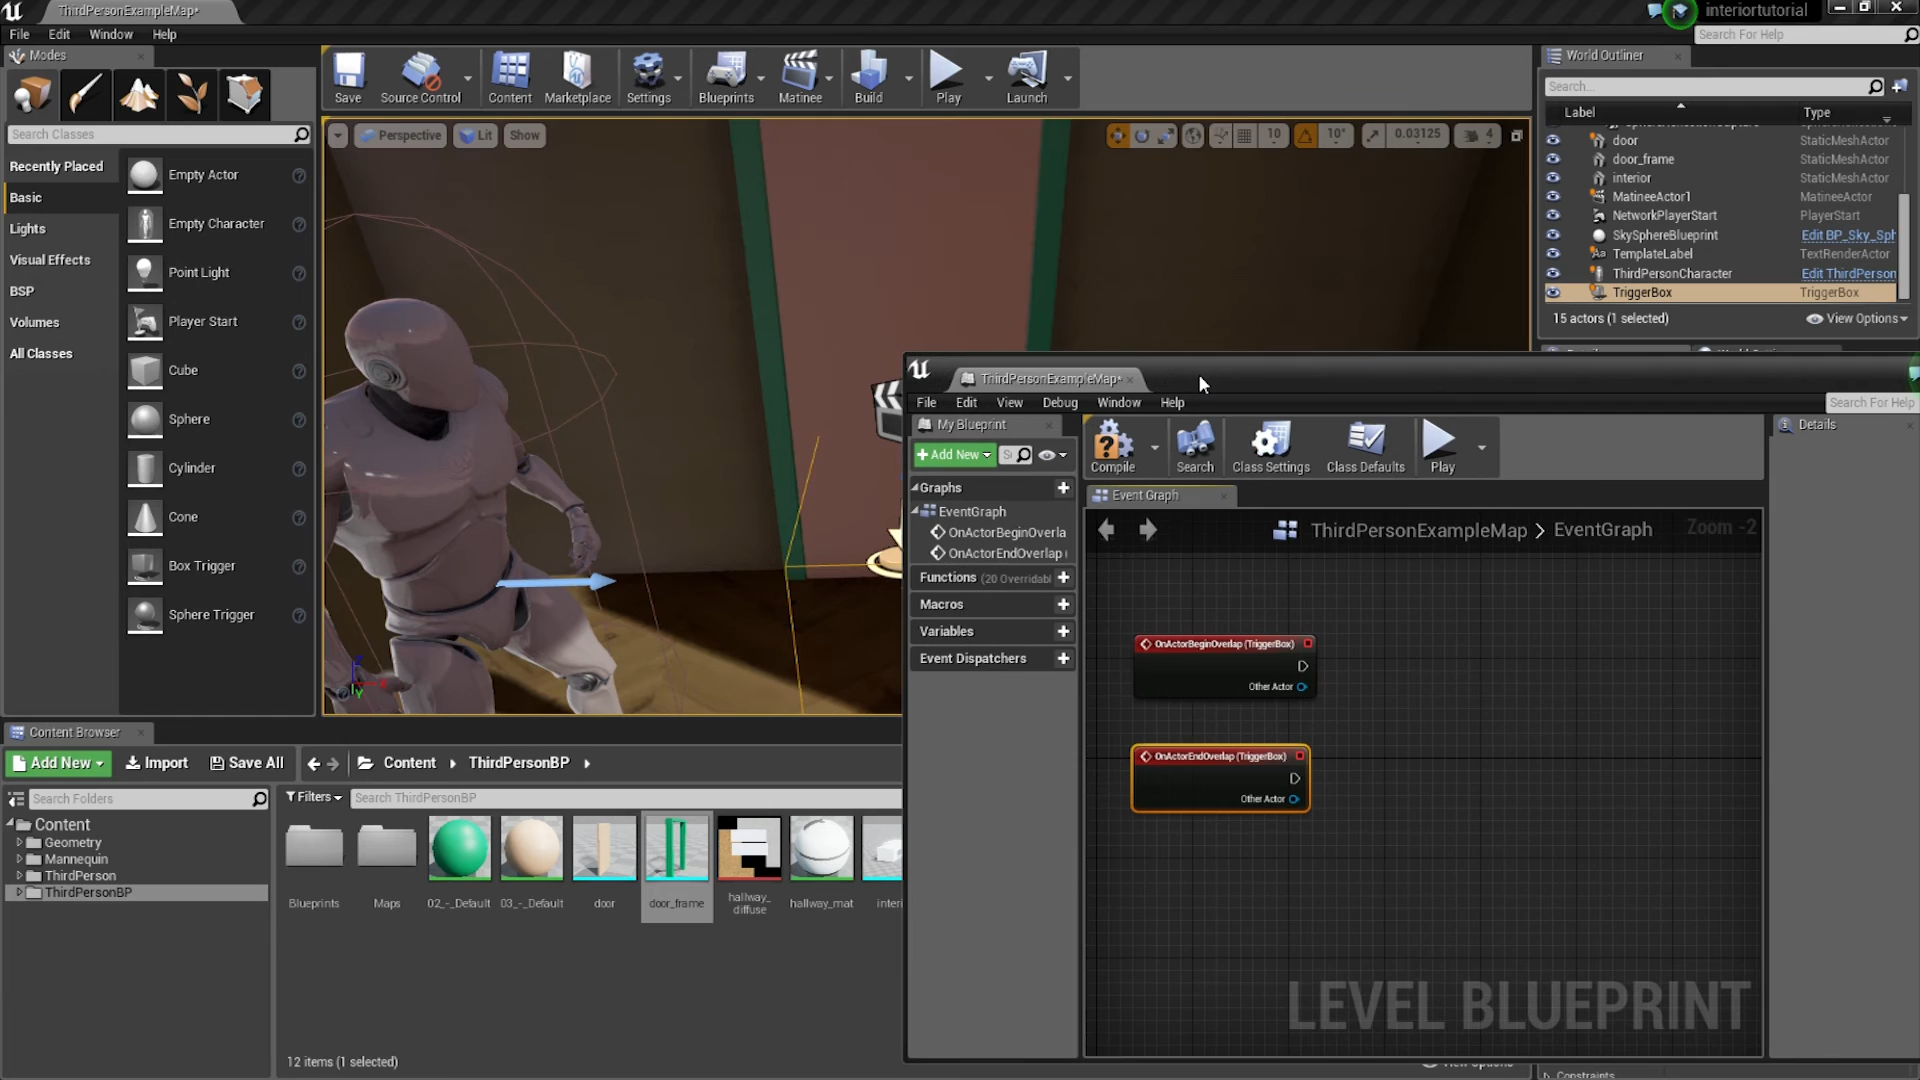 ThirdPersonExampleMap*
interiortutorial
File Edit Window Help
Search For Help
Modes
Save
Source Control
Content
Marketplace
Settings
Blueprints
Matinee
Build
Play
Launch
World Outliner
Search...
Label
Type
Search Classes
Perspective
Lit
Show
10
10°
0.03125
4
door StaticMeshActor
door_frame StaticMeshActor
interior StaticMeshActor
MatineeActor1 MatineeActor
NetworkPlayerStart PlayerStart
SkySphereBlueprint Edit BP_Sky_Sph
TemplateLabel TextRenderActor
ThirdPersonCharacter Edit ThirdPerson
TriggerBox TriggerBox
15 actors (1 selected)
View Options
Recently Placed
Basic
Lights
Visual Effects
BSP
Volumes
All Classes
Empty Actor
Empty Character
Point Light
Player Start
Cube
Sphere
Cylinder
Cone
Box Trigger
Sphere Trigger
ThirdPersonExampleMap*
File Edit View Debug Window Help
Search For Help
My Blueprint
Add New
Compile
Search
Class Settings
Class Defaults
Play
Details
Graphs
EventGraph
OnActorBeginOverla
OnActorEndOverlap (
Functions (20 Overridabl
Macros
Variables
Event Dispatchers
Event Graph
ThirdPersonExampleMap > EventGraph
Zoom -2
OnActorBeginOverlap (TriggerBox)
Other Actor
OnActorEndOverlap (TriggerBox)
Other Actor
LEVEL BLUEPRINT
Content Browser
Add New
Import
Save All
Content
ThirdPersonBP
Search Folders
Filters
Search ThirdPersonBP
Content
Geometry
Mannequin
ThirdPerson
ThirdPersonBP
Blueprints
Maps
02_-_Default
03_-_Default
door
door_frame
hallway_
diffuse
hallway_mat
interi
12 items (1 selected)
Constraints